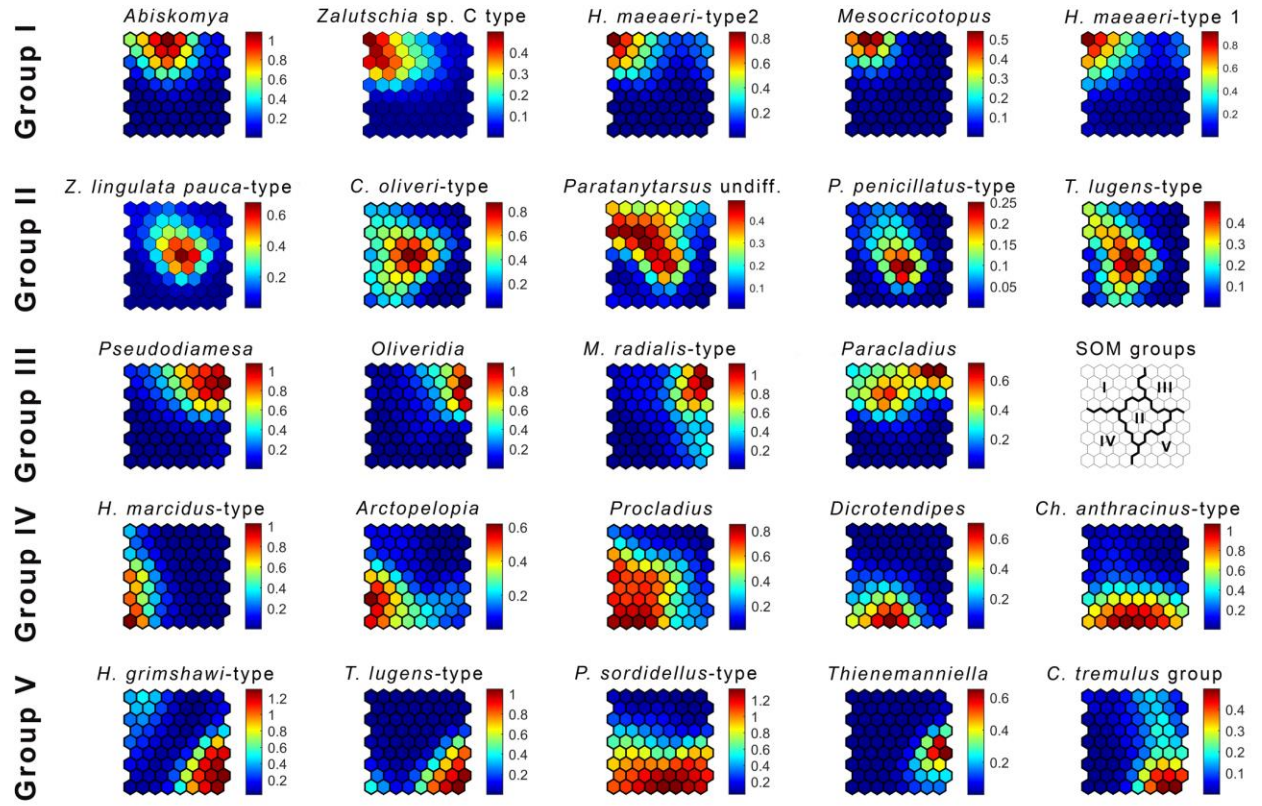 Group I
Abiskomya
Zalutschia sp. C type
H. maeaeri-type2
Mesocricotopus
H. maeaeri-type 1
1
0.8
0.6
0.4
0.2
0.4
0.3
0.2
0.1
0.8
0.6
0.4
0.2
0.5
0.4
0.3
0.2
0.1
0.8
0.6
0.4
0.2
Group II
Z. lingulata pauca-type
C. oliveri-type
Paratanytarsus undiff.
P. penicillatus-type
T. lugens-type
0.6
0.4
0.2
0.8
0.6
0.4
0.2
0.4
0.3
0.2
0.1
0.25
0.20
0.15
0.10
0.05
0.4
0.3
0.2
0.1
Group III
Pseudodiamesa
Oliveridia
M. radialis-type
Paracladius
SOM groups
1
0.8
0.6
0.4
0.2
1
0.8
0.6
0.4
0.2
1
0.8
0.6
0.4
0.2
0.6
0.4
0.2
I
III
II
IV
V
Group IV
H. marcidus-type
Arctopelopia
Procladius
Dicrotendipes
Ch. anthracinus-type
1
0.8
0.6
0.4
0.2
0.6
0.4
0.2
0.8
0.6
0.4
0.2
0.6
0.4
0.2
1
0.8
0.6
0.4
0.2
Group V
H. grimshawi-type
T. lugens-type
P. sordidellus-type
Thienemanniella
C. tremulus group
1.2
1
0.8
0.6
0.4
0.2
1
0.8
0.6
0.4
0.2
1.2
1
0.8
0.6
0.4
0.2
0.6
0.4
0.2
0.4
0.3
0.2
0.1